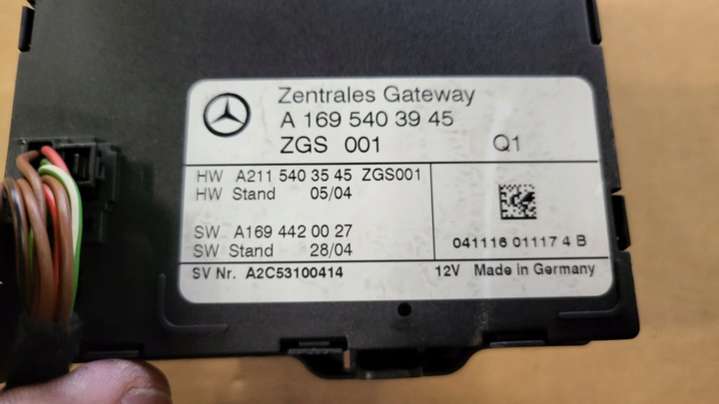 Zentrales Gateway
A 169 540 39 45
ZGS 001 Q1
HW A211 540 35 45 ZGS001
HW Stand 05/04
SW A169 442 00 27
SW Stand 28/04
041116 01117 4 B
SV Nr. A2C53100414 12V Made in Germany